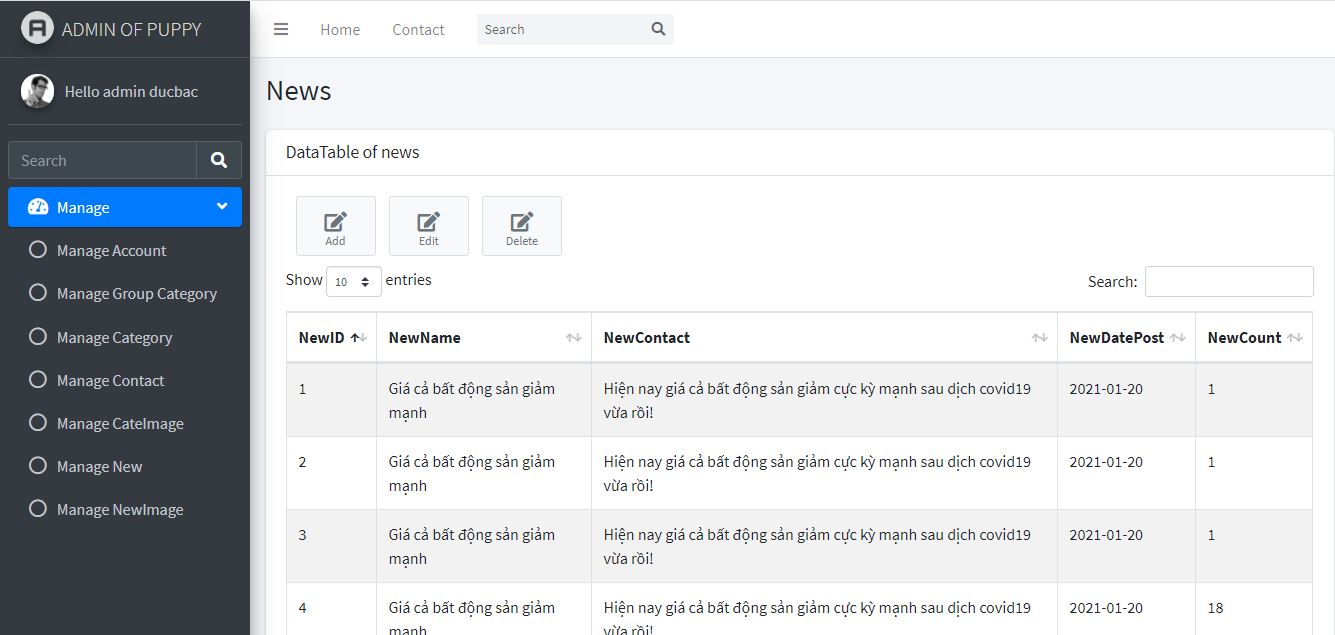 ADMIN OF PUPPY
Hello admin ducbac
Search
Manage
Manage Account
Manage Group Category
Manage Category
Manage Contact
Manage CateImage
Manage New
Manage NewImage
Home Contact Search
News
DataTable of news
Add Edit Delete
Show 10 entries Search:
NewID NewName NewContact NewDatePost NewCount
1 Giá cả bất động sản giảm Hiện nay giá cả bất động sản giảm cực kỳ mạnh sau dịch covid19 2021-01-20 1
mạnh vừa rồi!
2 Giá cả bất động sản giảm Hiện nay giá cả bất động sản giảm cực kỳ mạnh sau dịch covid19 2021-01-20 1
mạnh vừa rồi!
3 Giá cả bất động sản giảm Hiện nay giá cả bất động sản giảm cực kỳ mạnh sau dịch covid19 2021-01-20 1
mạnh vừa rồi!
4 Giá cả bất động sản giảm Hiện nay giá cả bất động sản giảm cực kỳ mạnh sau dịch covid19 2021-01-20 18
mạnh vừa rồi!